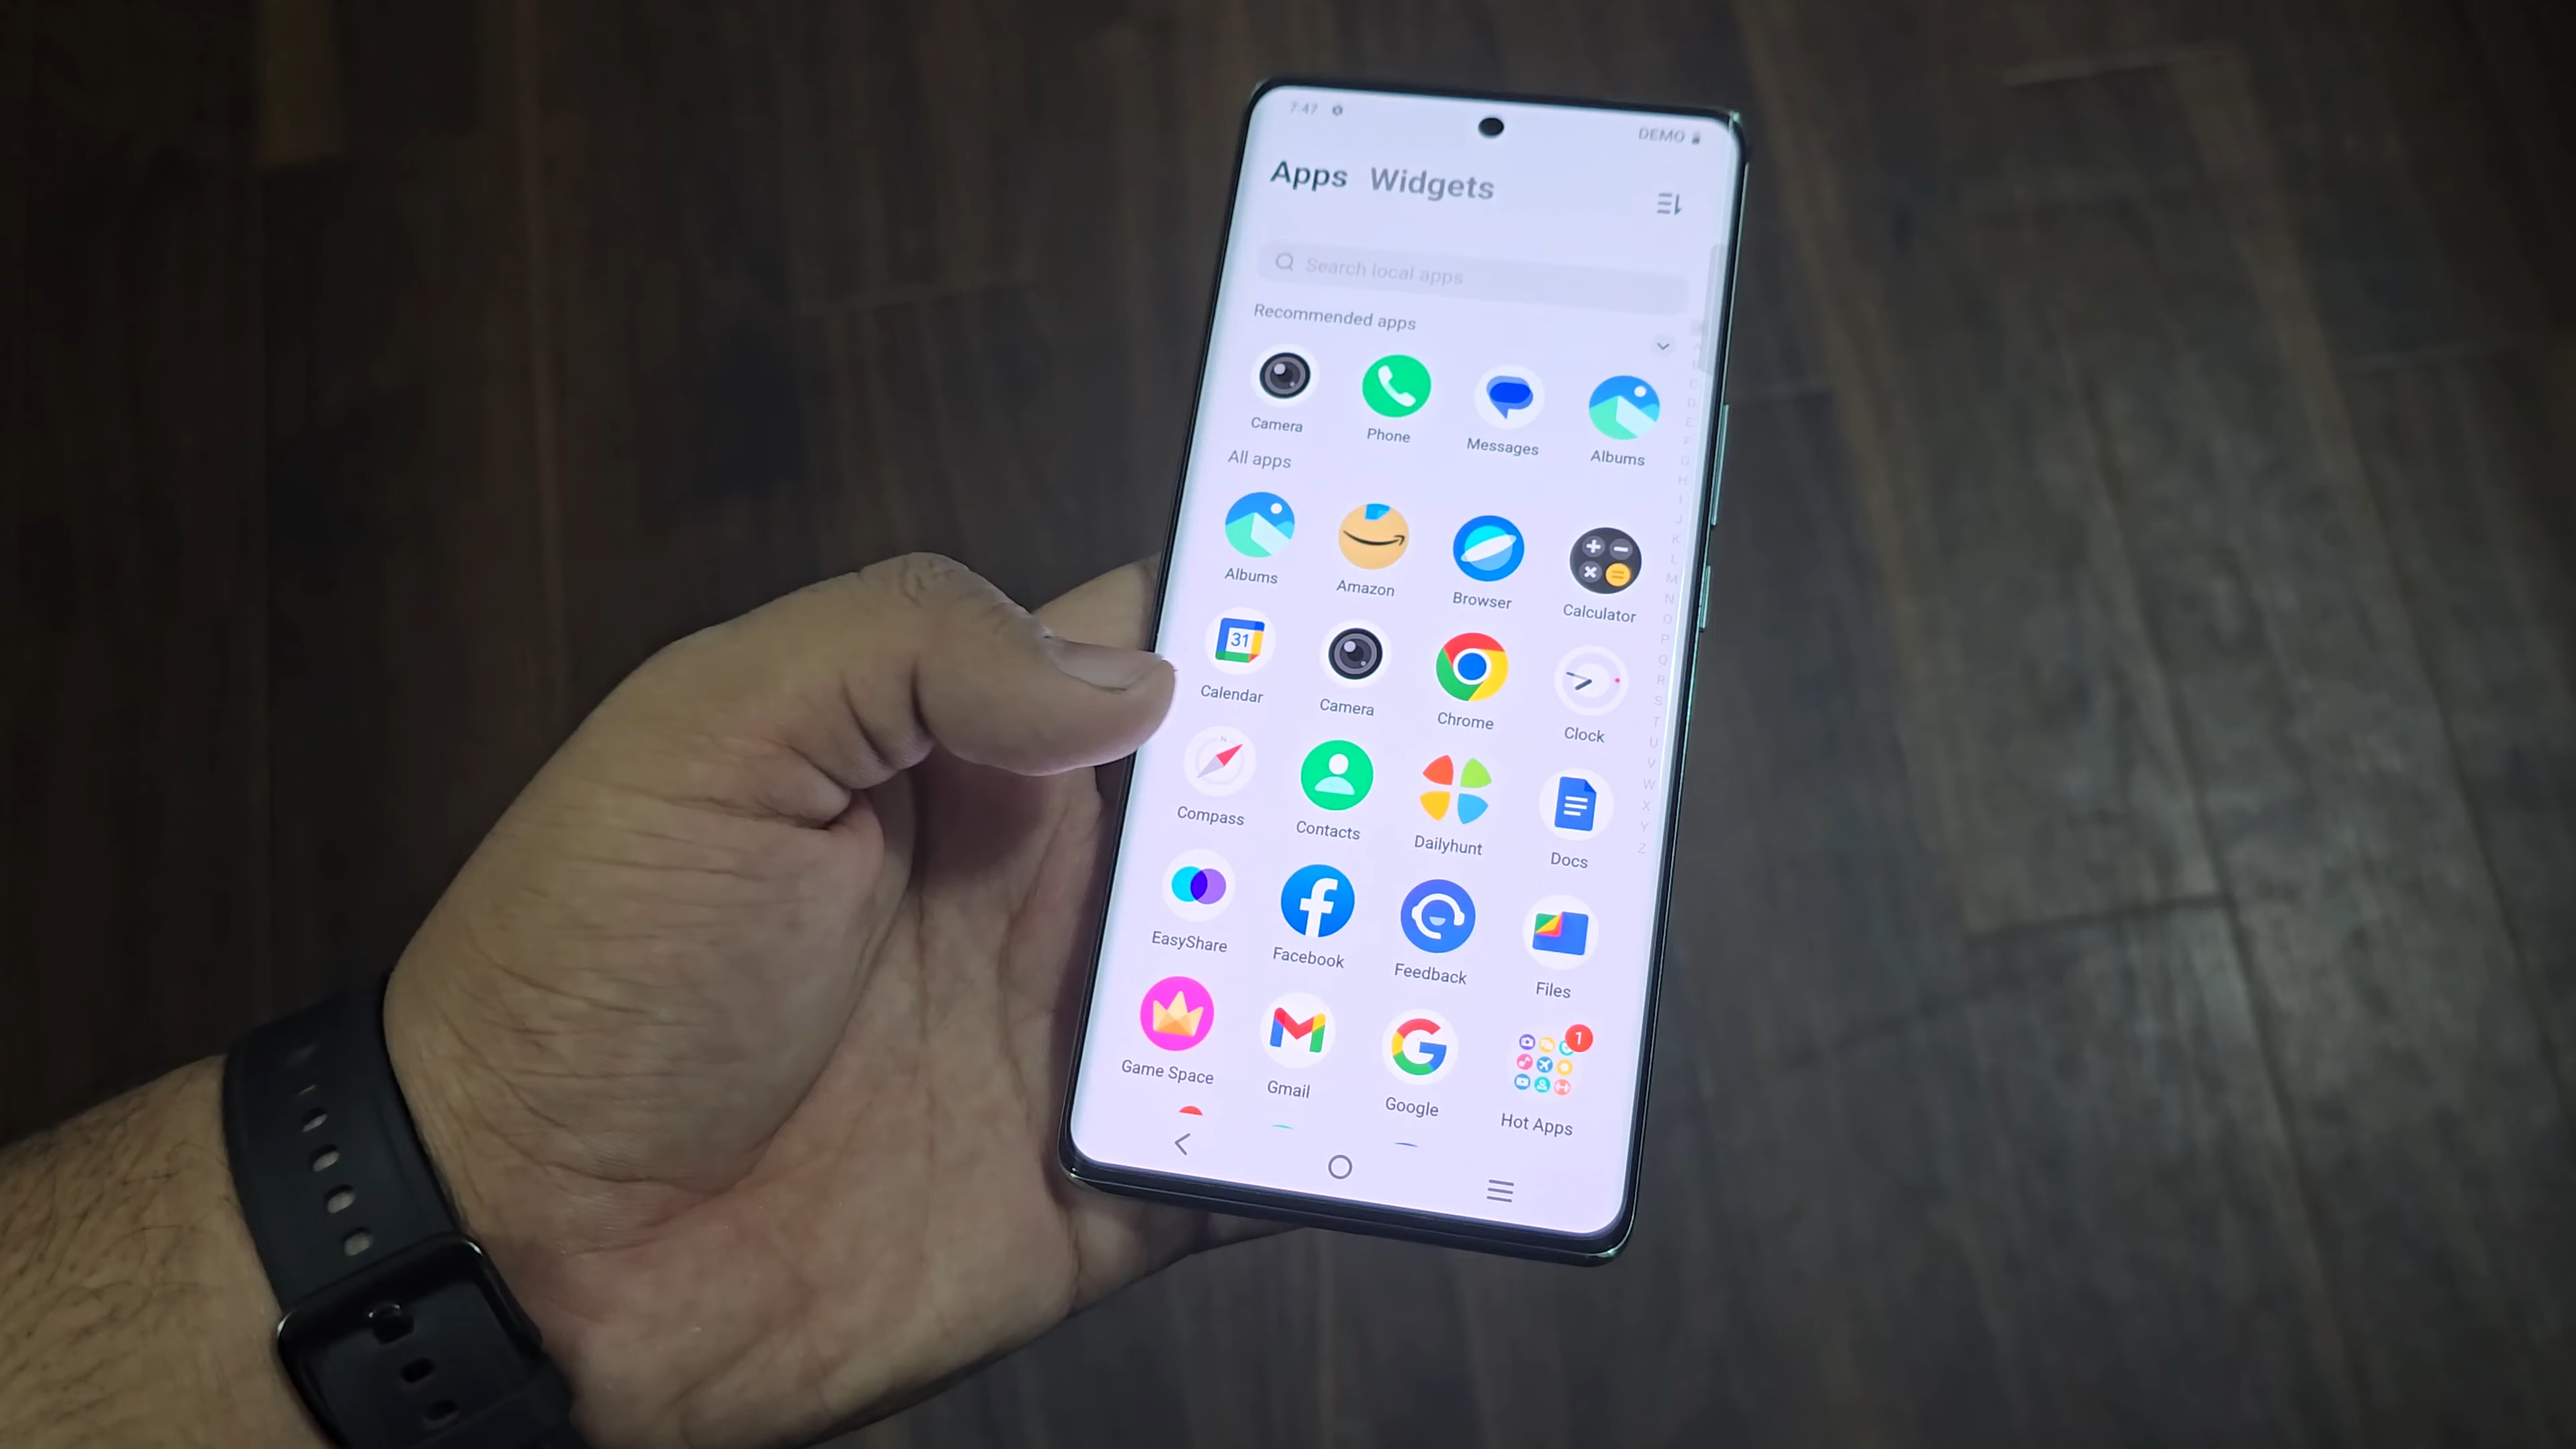 7:47
DEMO
Apps Widgets
Search local apps
Recommended apps
Camera Phone Messages Albums
All apps
Albums Amazon Browser Calculator
31
Calendar Camera Chrome Clock
N
Compass Contacts Dailyhunt Docs
EasyShare Facebook Feedback Files
1
Game Space Gmail Google Hot Apps
C
D
E
F
G
H
I
J
K
L
M
N
O
P
Q
R
S
T
U
V
W
X
Y
Z